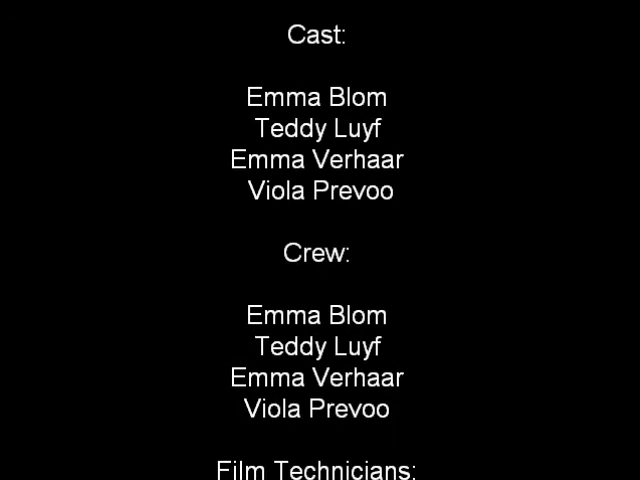 Cast:
Emma Blom
Teddy Luyf
Emma Verhaar
Viola Prevoo
Crew:
Emma Blom
Teddy Luyf
Emma Verhaar
Viola Prevoo
Film Technicians: